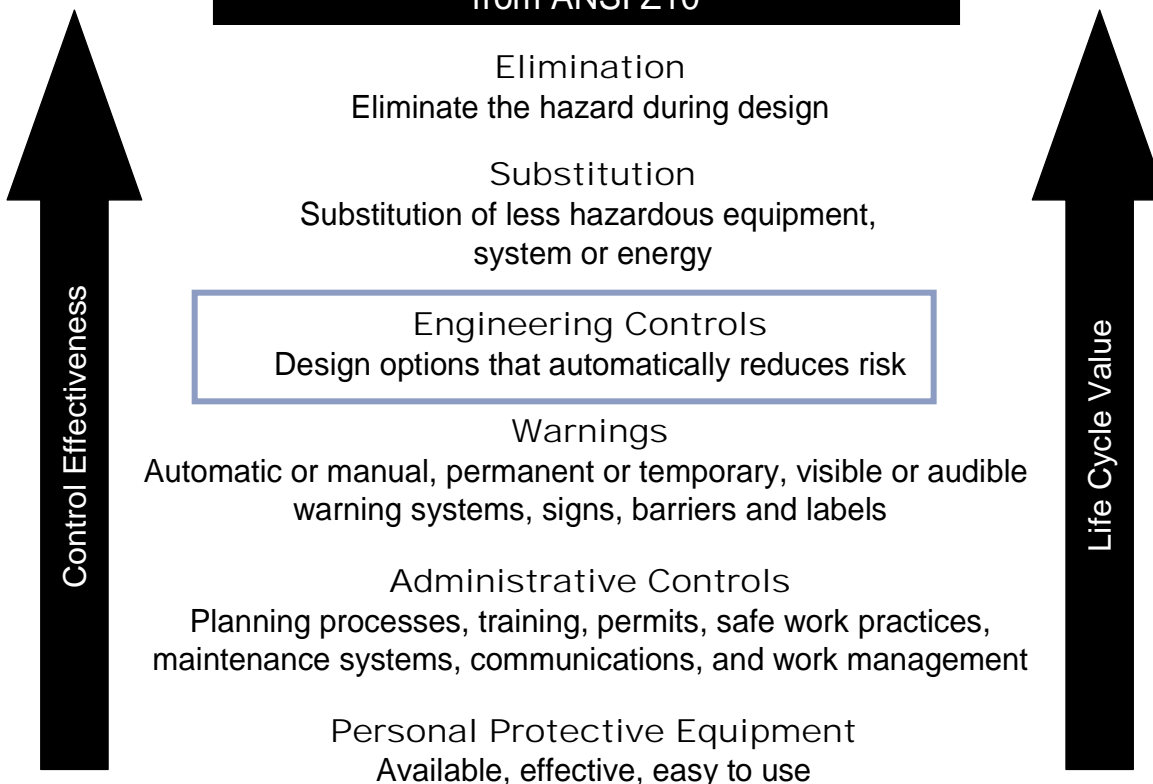 from ANSI Z10
Elimination
Eliminate the hazard during design
Substitution
Substitution of less hazardous equipment,
system or energy
Engineering Controls
Design options that automatically reduces risk
Warnings
Automatic or manual, permanent or temporary, visible or audible
warning systems, signs, barriers and labels
Administrative Controls
Planning processes, training, permits, safe work practices,
maintenance systems, communications, and work management
Personal Protective Equipment
Available, effective, easy to use
Control Effectiveness
Life Cycle Value